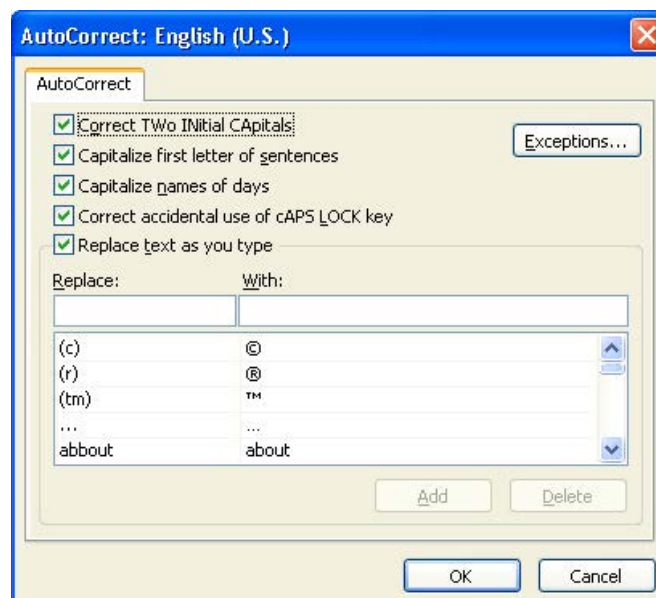 AutoCorrect: English (U.S.)
AutoCorrect
Correct TWo INitial CApitals
Exceptions...
Capitalize first letter of sentences
Capitalize names of days
Correct accidental use of cAPS LOCK key
Replace text as you type
Replace: With:
(c) ©
(r) ®
(tm) ™
... ...
abbout about
Add Delete
OK Cancel